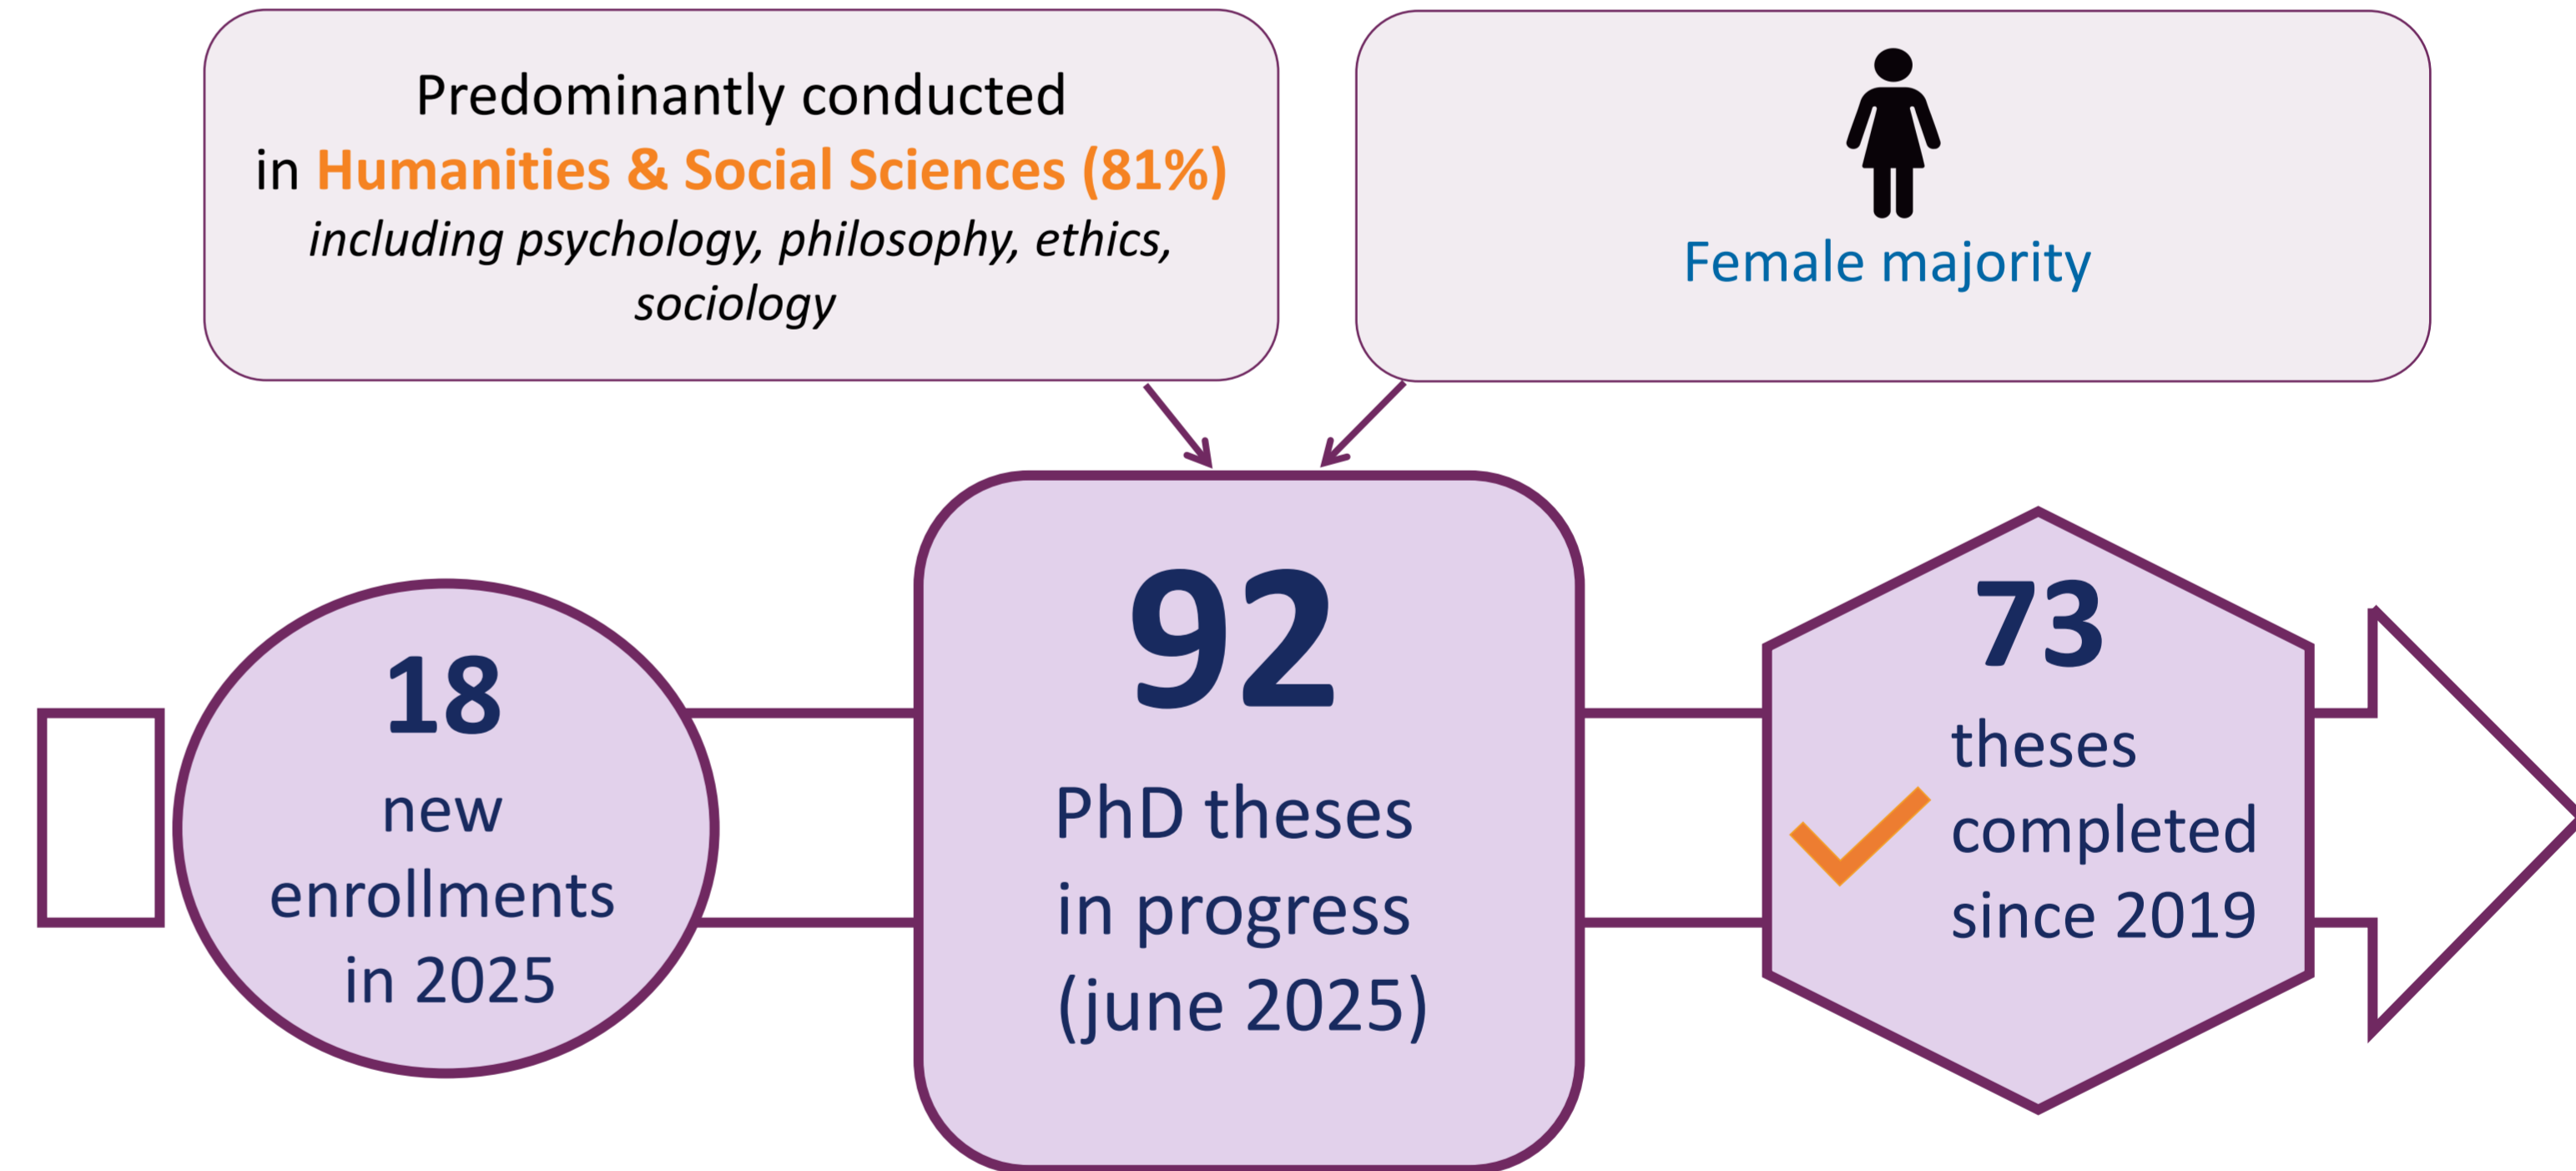 Predominantly conducted
in Humanities & Social Sciences (81%)
including psychology, philosophy, ethics,
sociology
Female majority
18
new
enrollments
in 2025
92
PhD theses
in progress
(june 2025)
73
theses
completed
since 2019